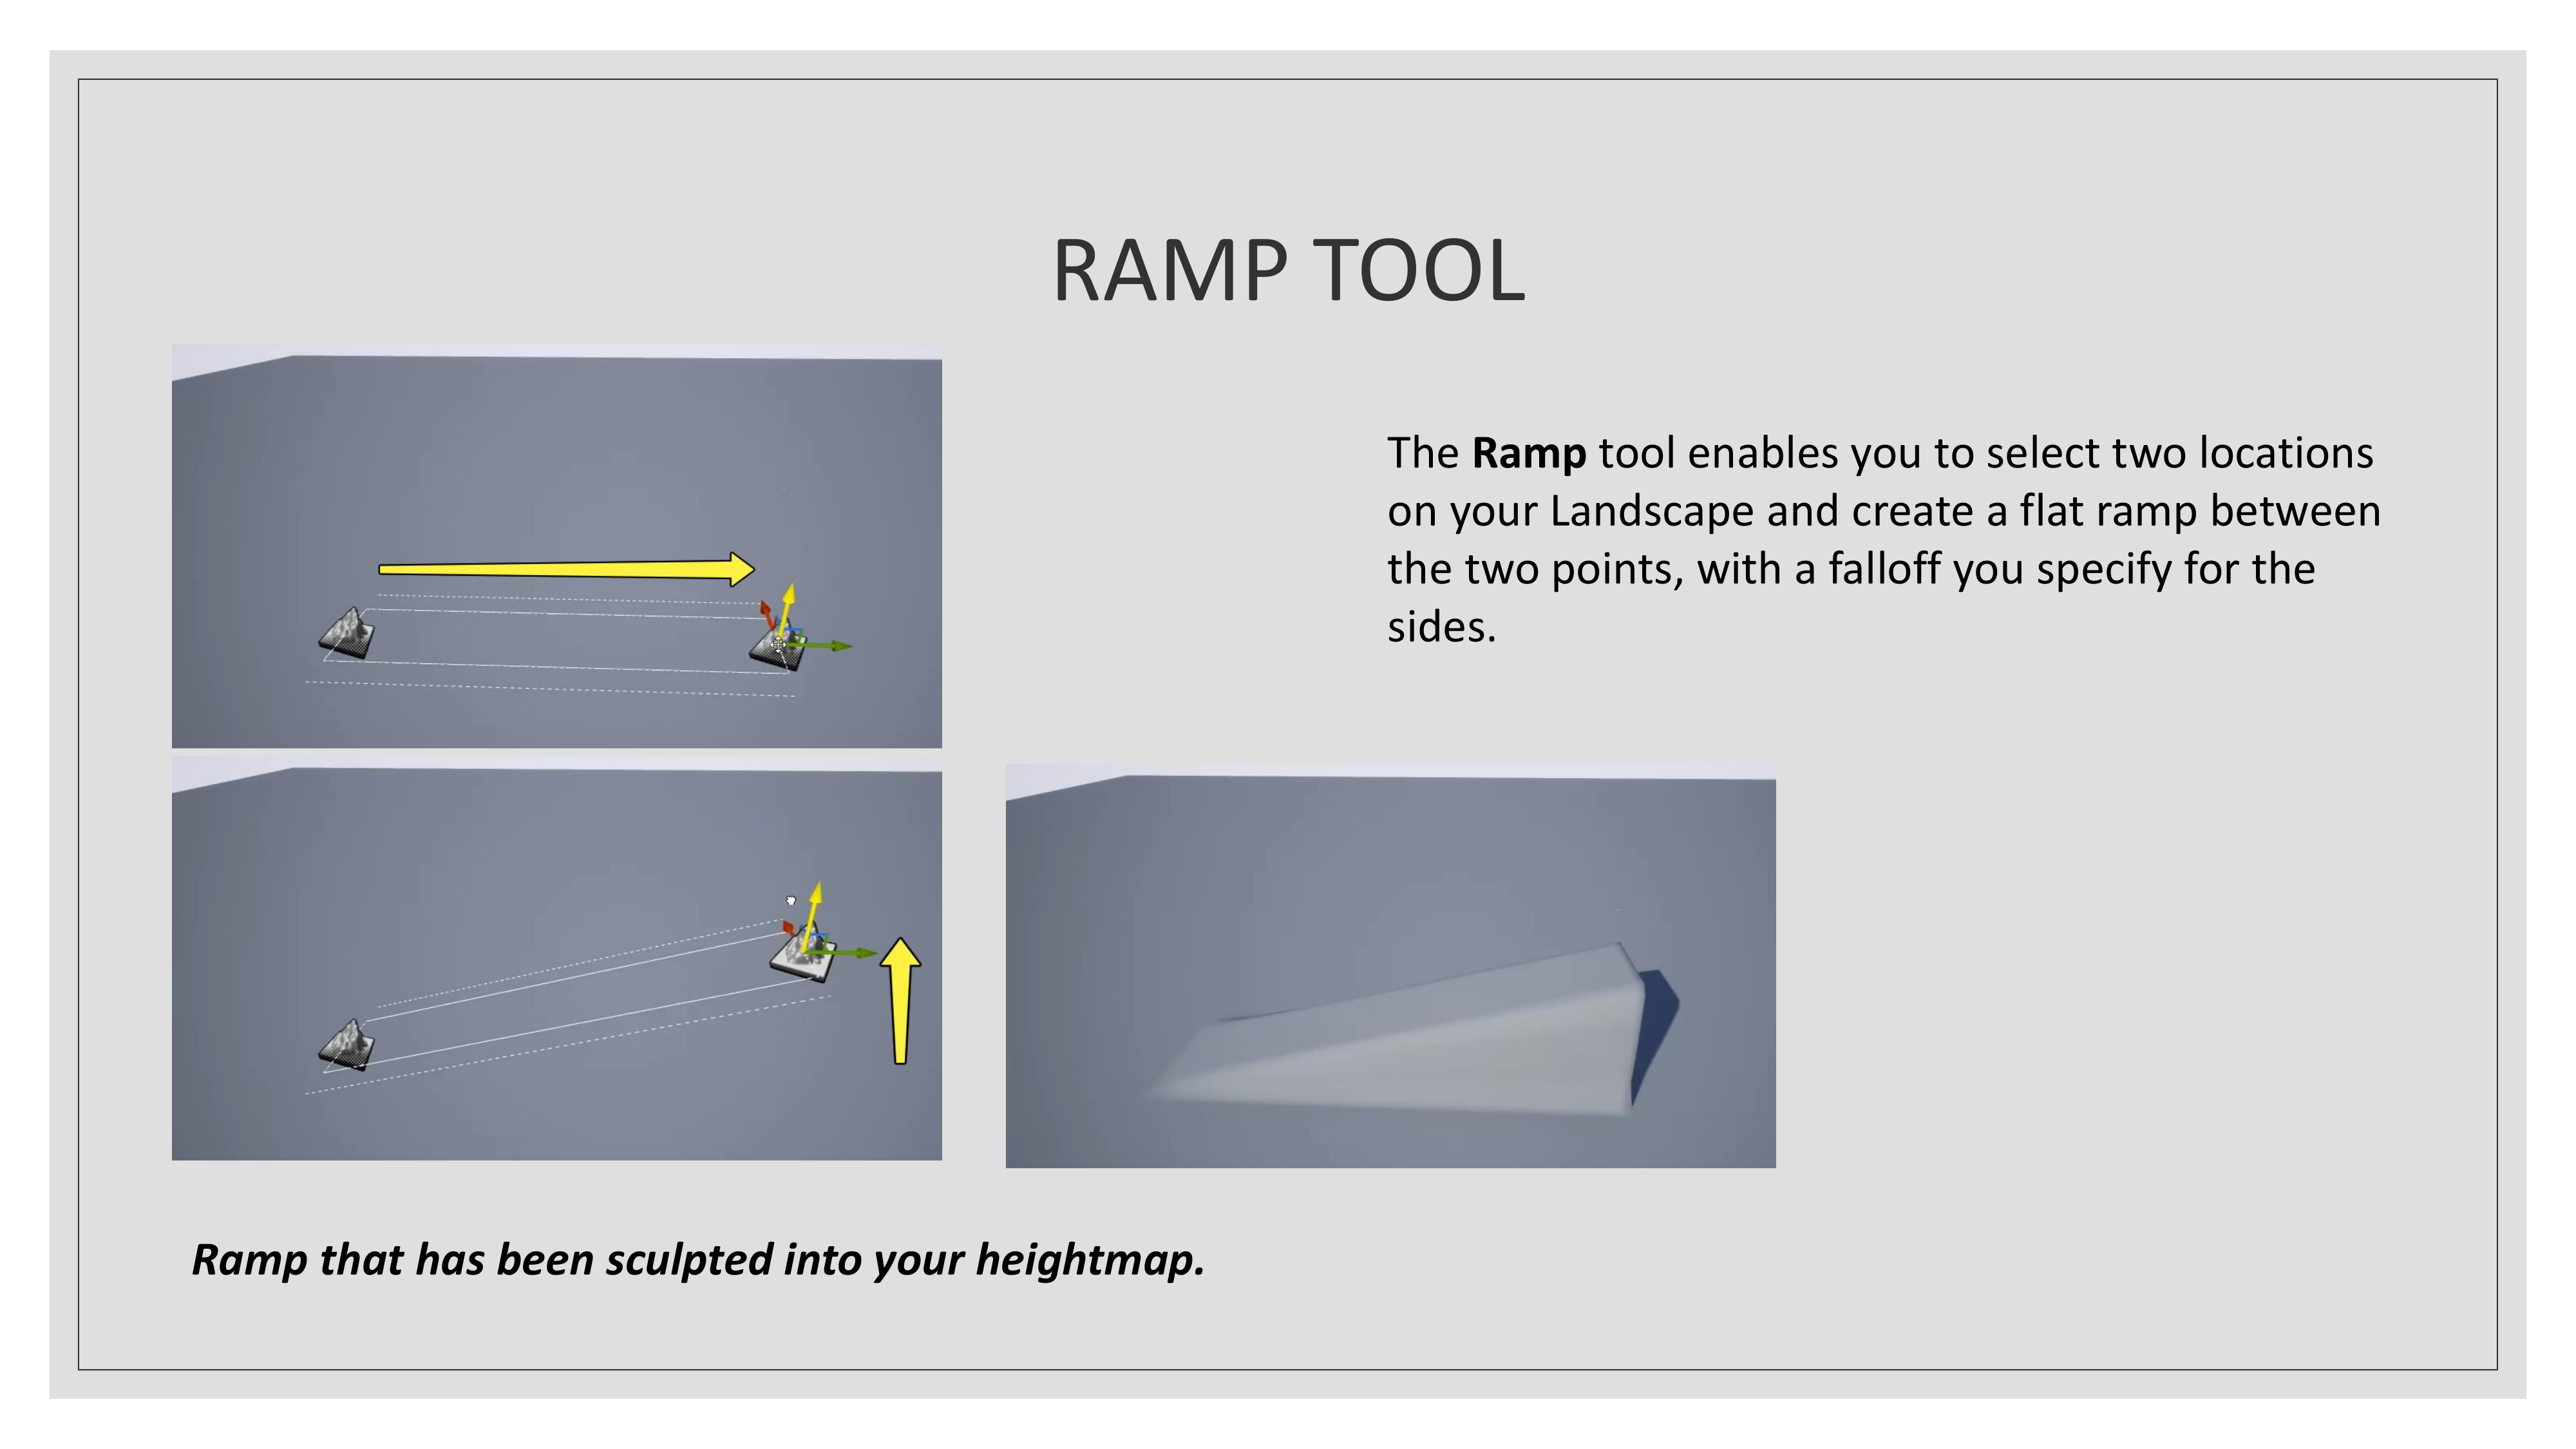 RAMP TOOL
The Ramp tool enables you to select two locations
on your Landscape and create a flat ramp between
the two points, with a falloff you specify for the
sides.
Ramp that has been sculpted into your heightmap.